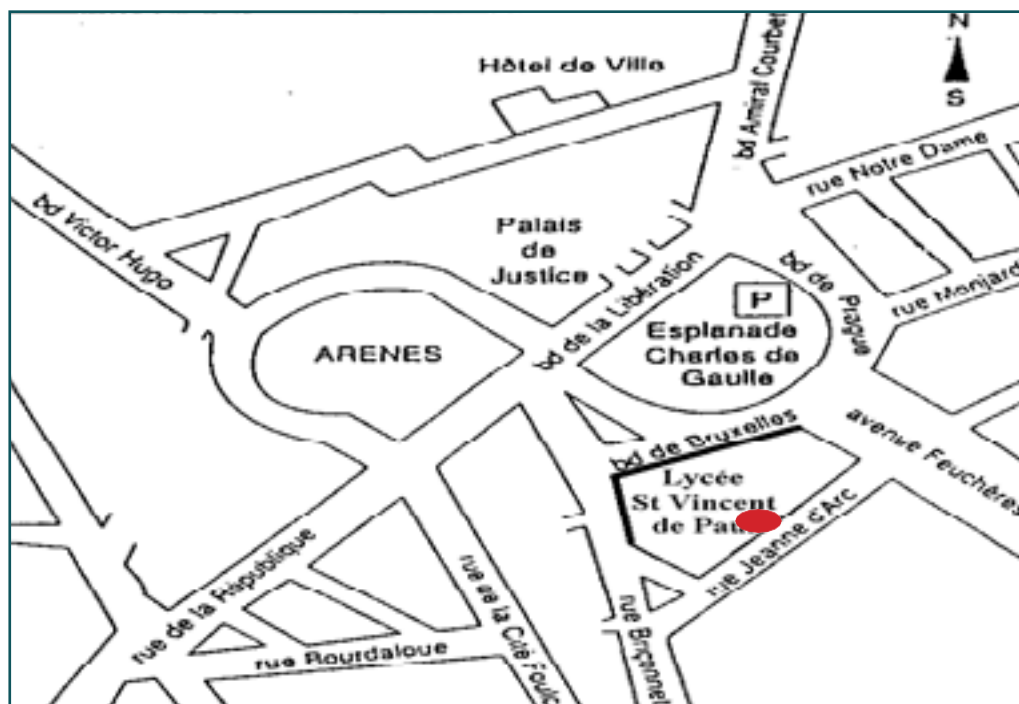 N
S
Hôtel de Ville
bd Amiral Courbet
rue Notre Dame
bd Victor Hugo
Palais
de
Justice
bd de la Libération
bd de Prague
rue Monjardin
P
Esplanade
Charles de
Gaulle
ARENES
bd de Bruxelles
avenue Feuchères
Lycée
St Vincent
de Paul
rue Jeanne d'Arc
rue de la République
rue de la Cité Foulc
rue Briçonnet
rue Bourdaloue